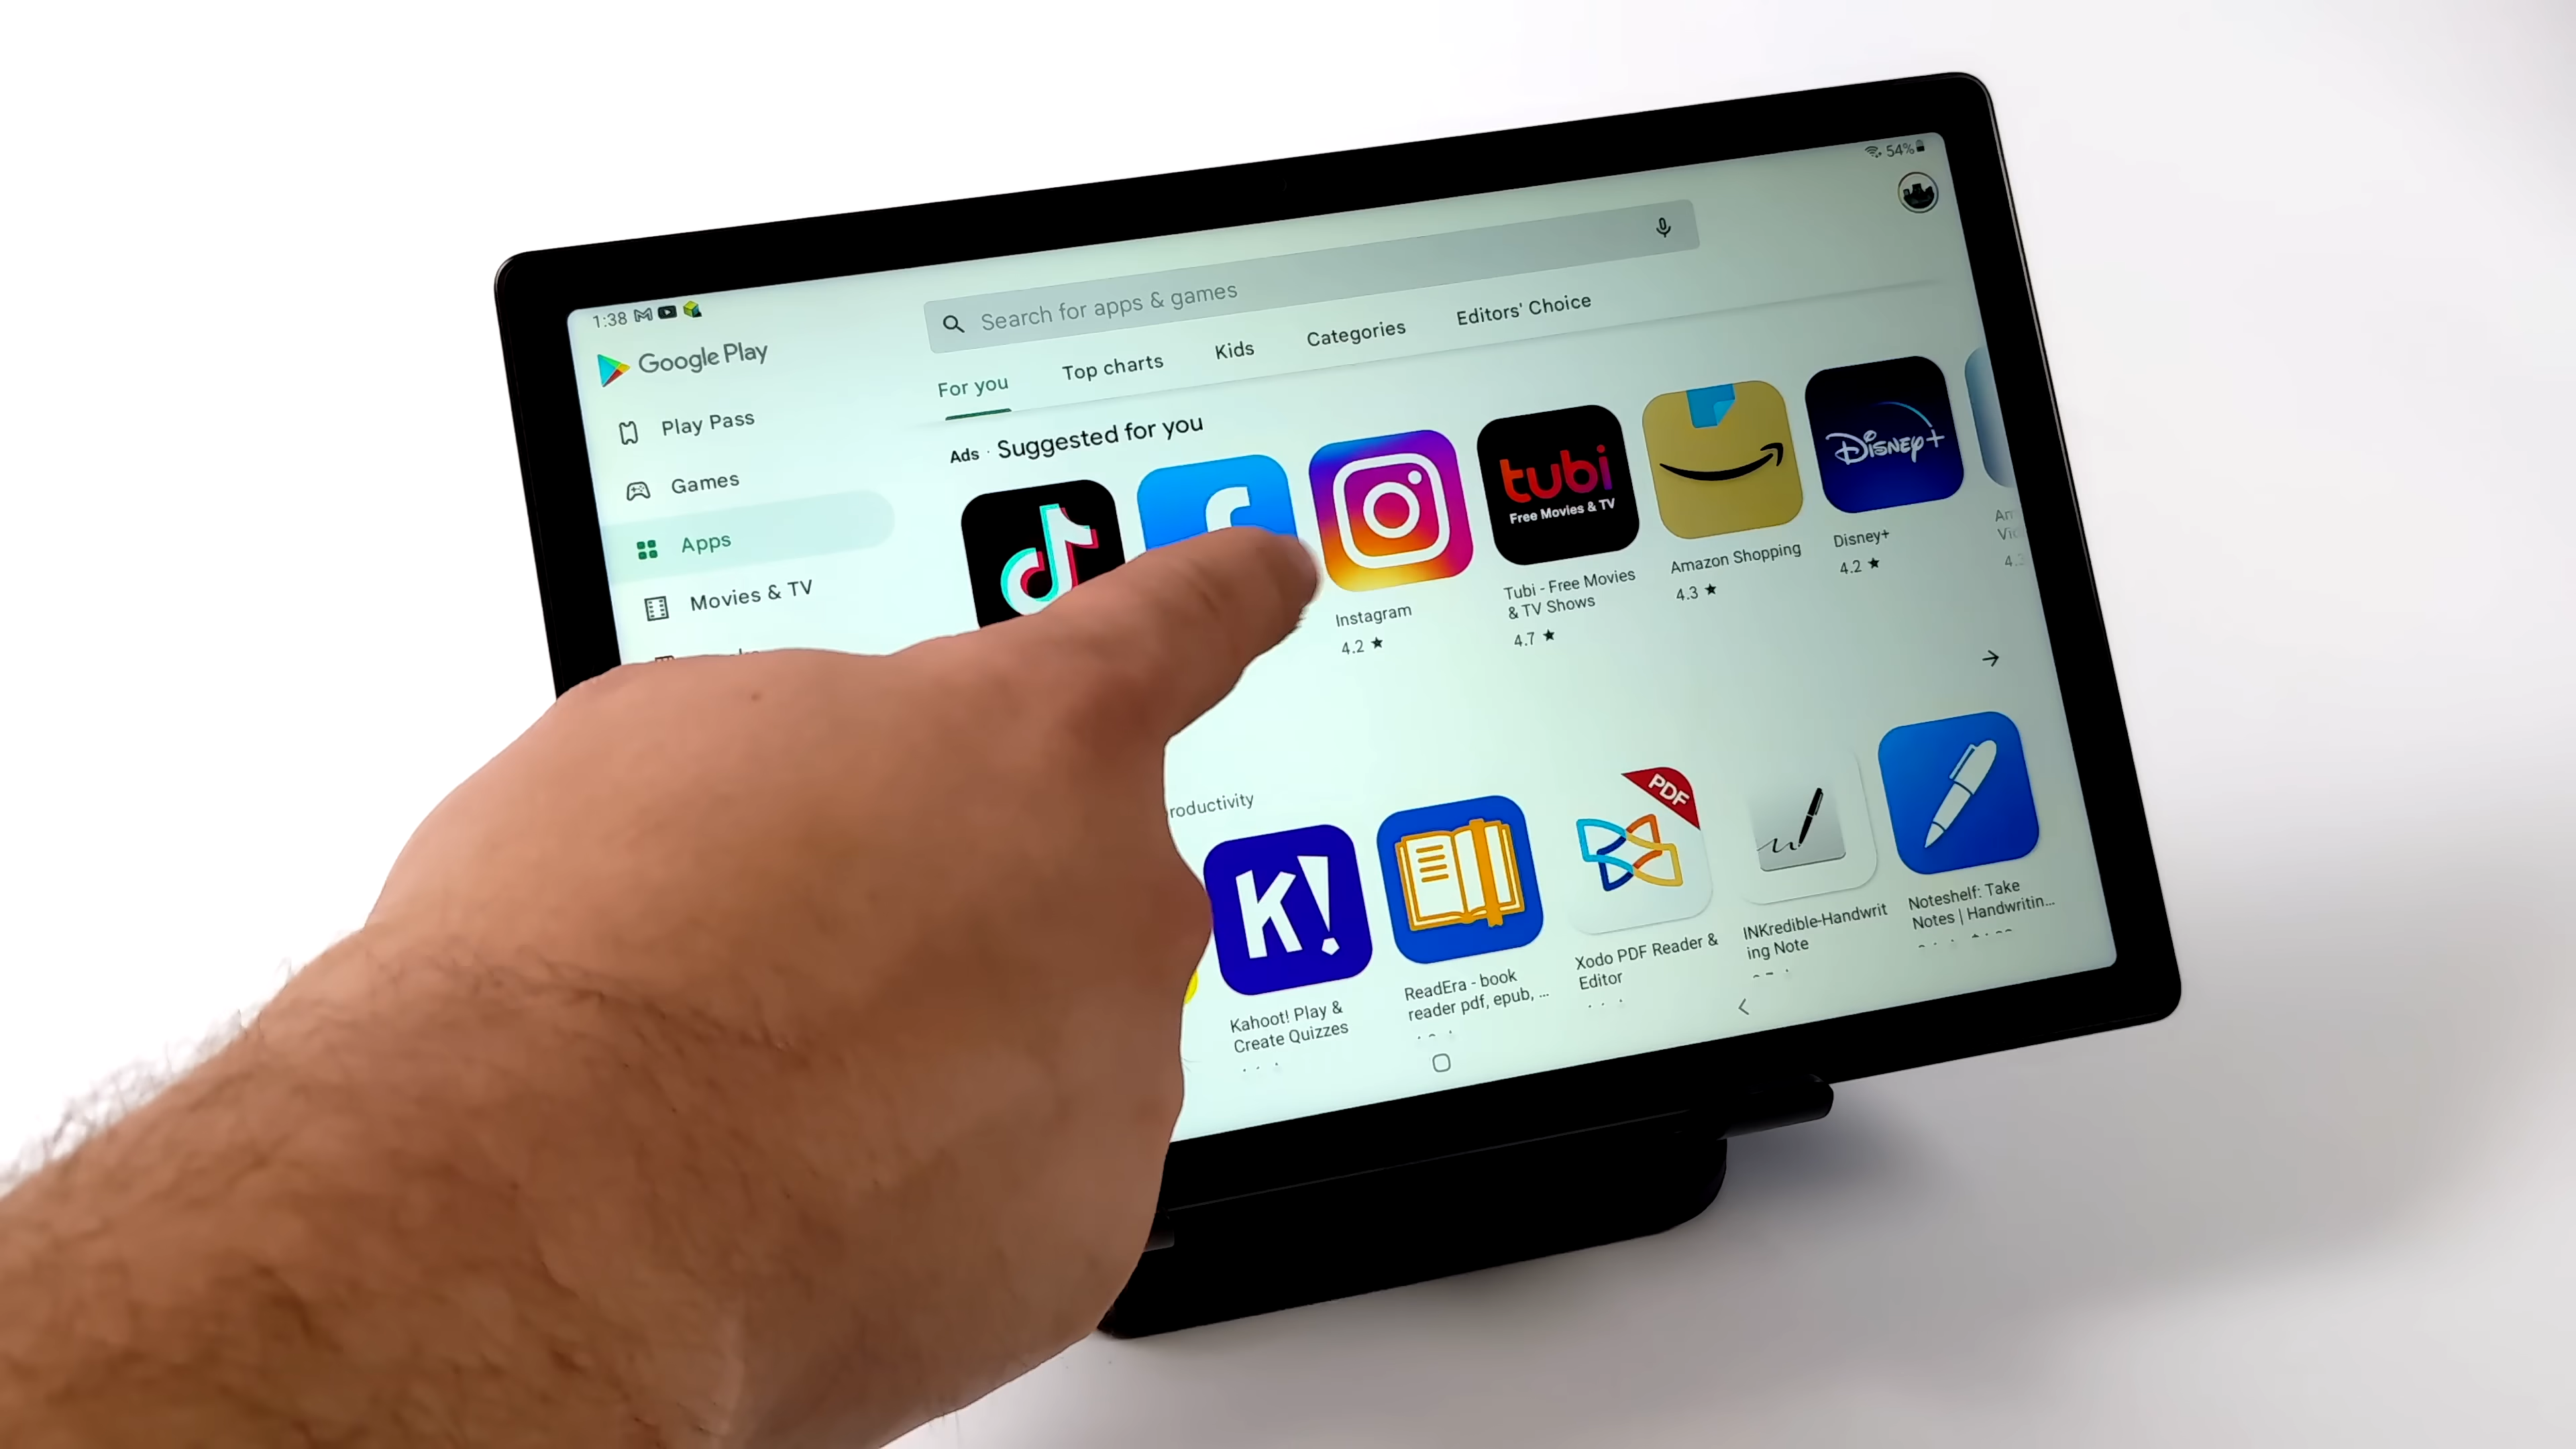 1:38
54%
Google Play
Search for apps & games
For you
Top charts
Kids
Categories
Editors' Choice
Play Pass
Games
Apps
Movies & TV
Ads · Suggested for you
tubi
Free Movies & TV
Disney+
Instagram
4.2 ★
Tubi - Free Movies
& TV Shows
4.7 ★
Amazon Shopping
4.3 ★
Disney+
4.2 ★
roductivity
K!
PDF
Kahoot! Play &
Create Quizzes
ReadEra - book
reader pdf, epub, ...
Xodo PDF Reader &
Editor
INKredible-Handwrit
ing Note
Noteshelf: Take
Notes | Handwritin...